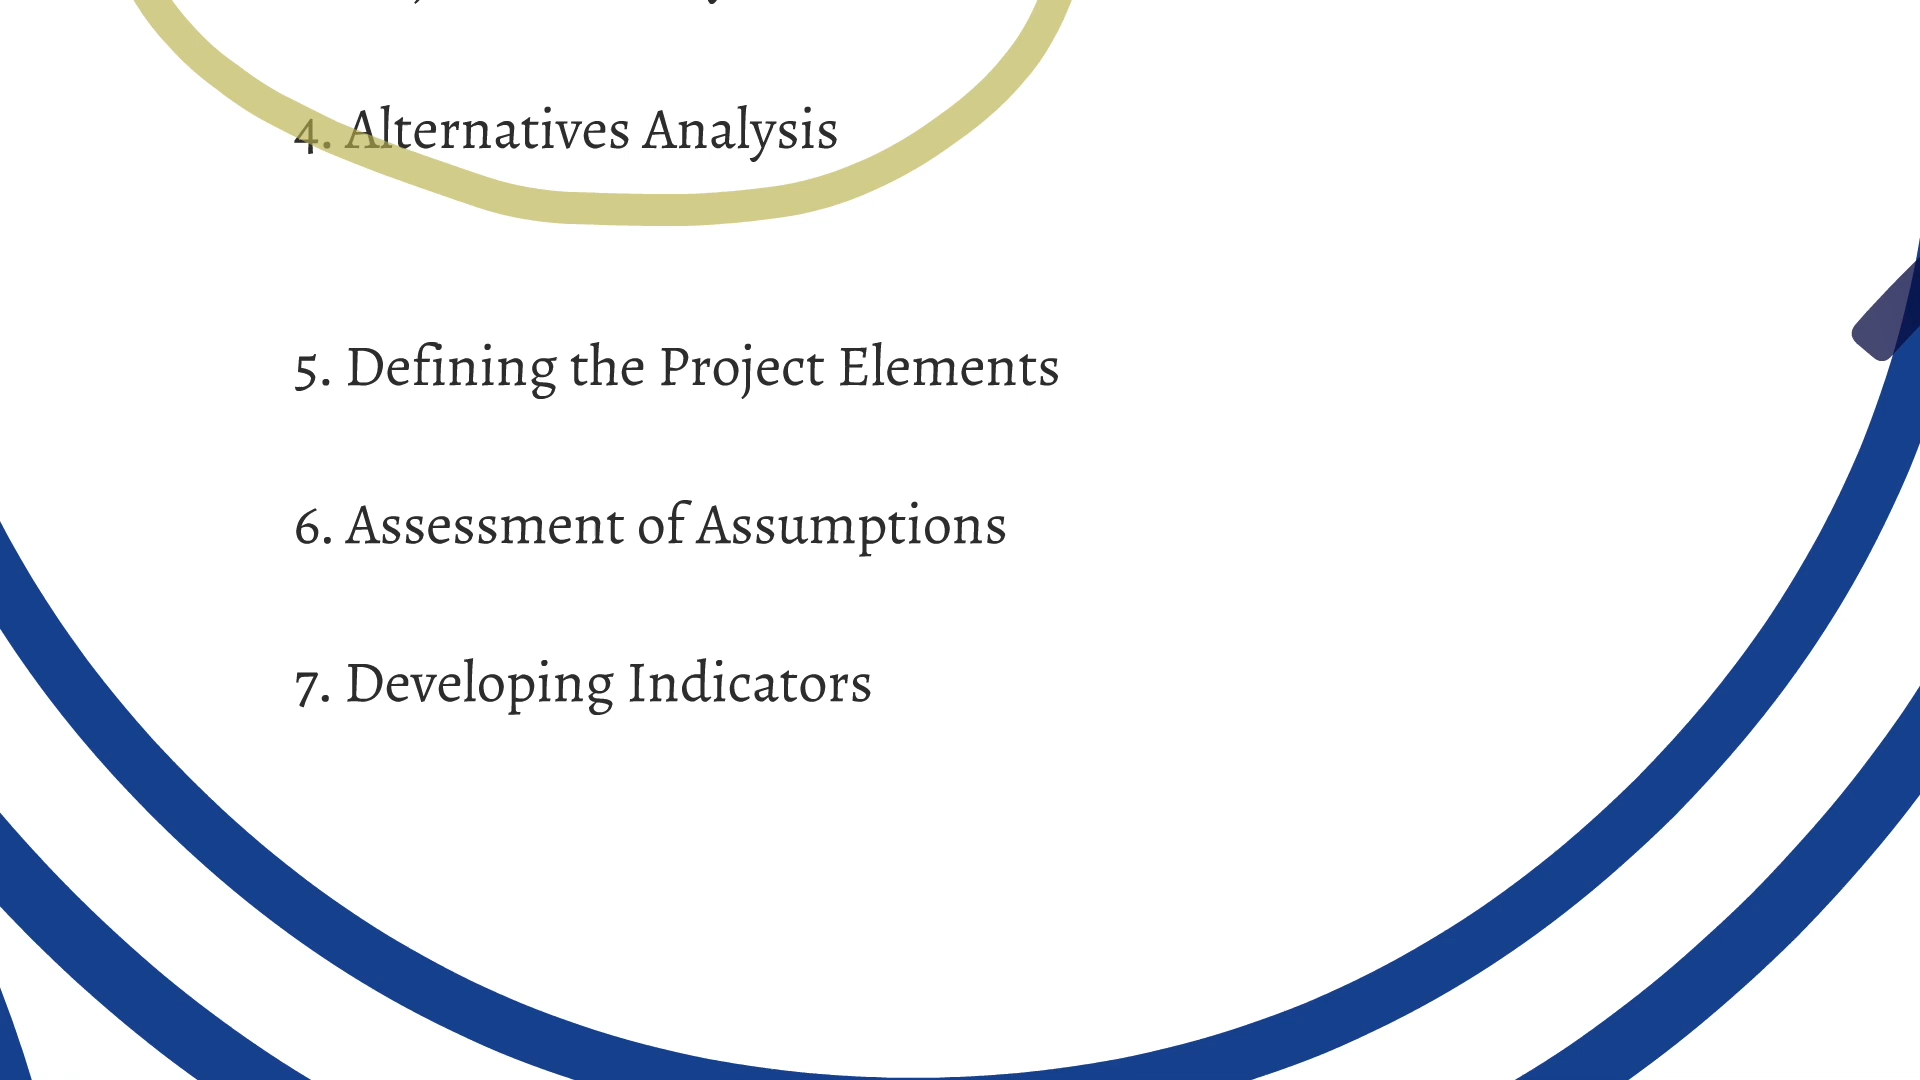 4. Alternatives Analysis
5. Defining the Project Elements
6. Assessment of Assumptions
7. Developing Indicators